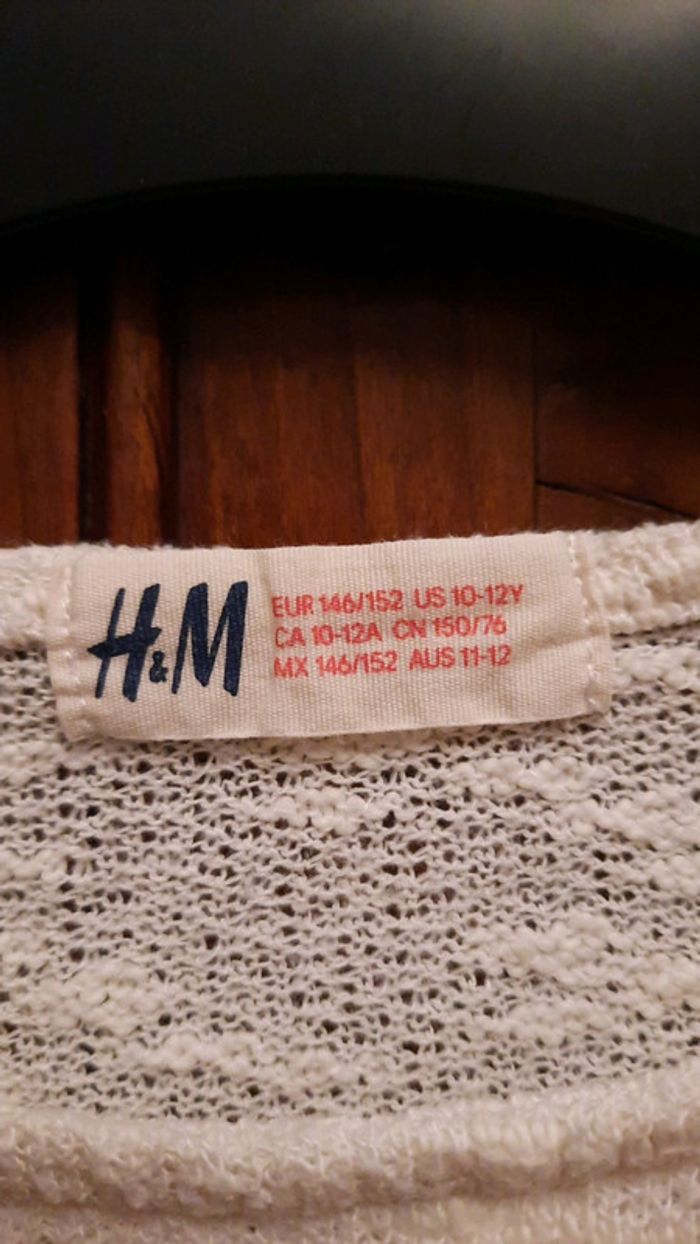 H&M
EUR 146/152 US 10-12Y
CA 10-12A CN 150/76
MX 146/152 AUS 11-12